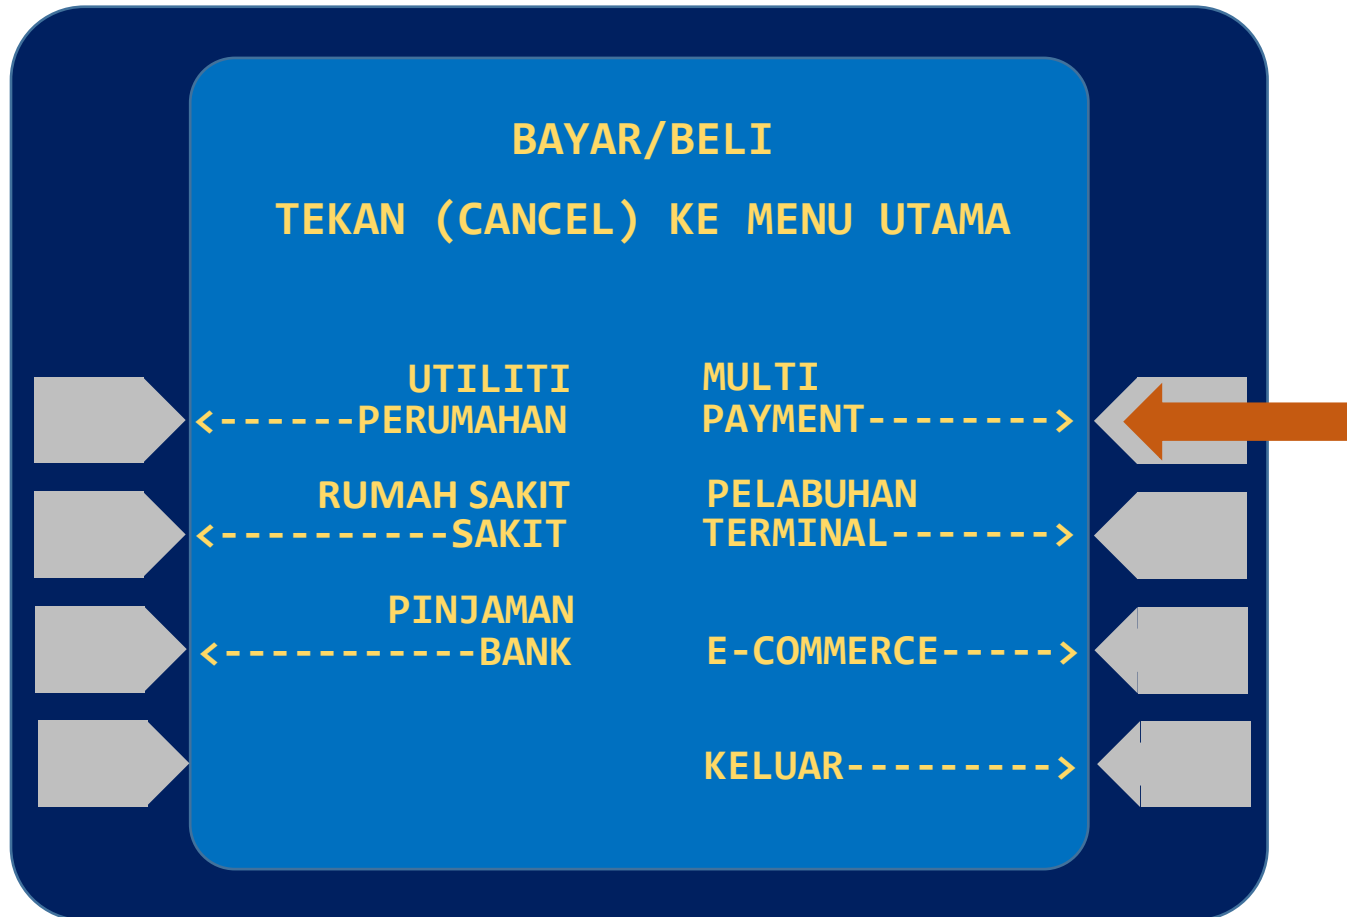 BAYAR/BELI
TEKAN (CANCEL) KE MENU UTAMA
UTILITI
<------PERUMAHAN
MULTI
PAYMENT-------->
RUMAH SAKIT
<----------SAKIT
PELABUHAN
TERMINAL------->
PINJAMAN
<-----------BANK
E-COMMERCE----->
KELUAR--------->